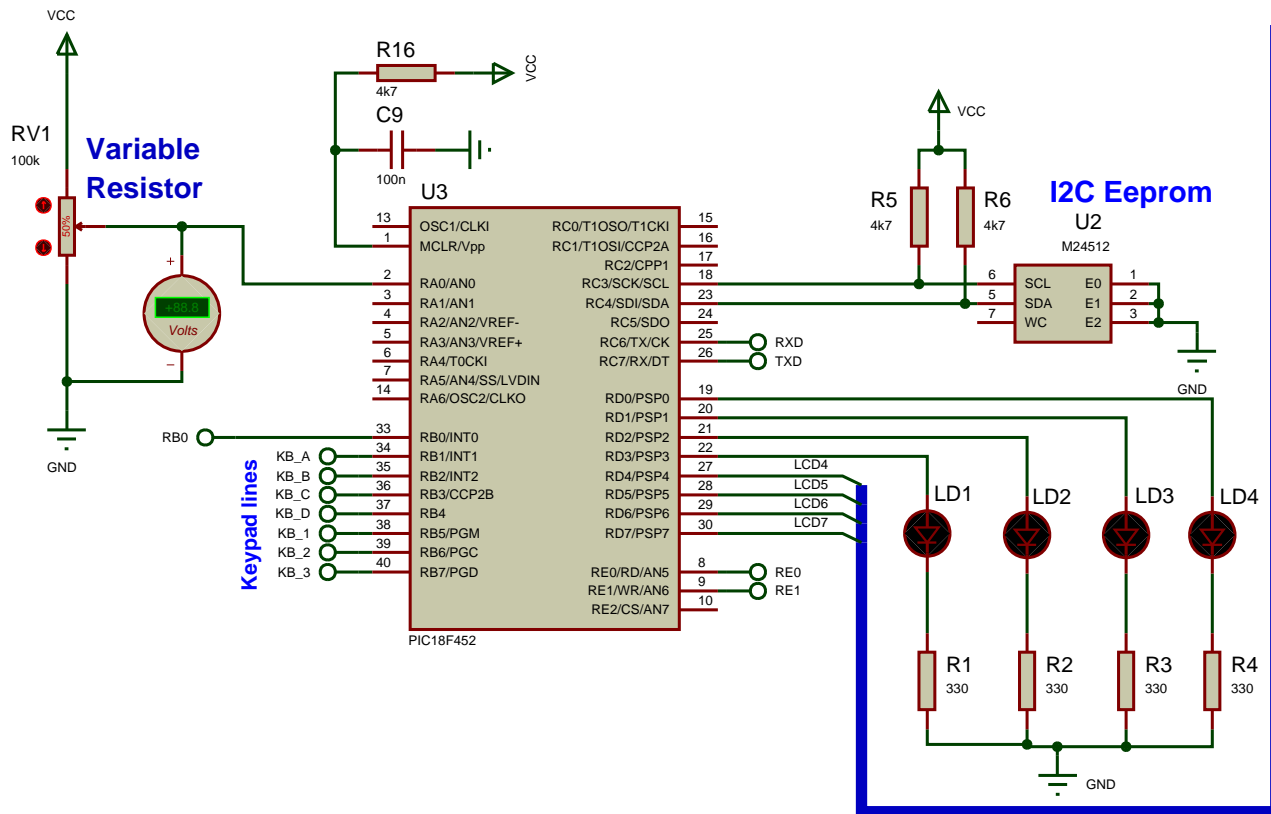 VCC
RV1
100k
50%
Variable
Resistor
+88.8
Volts
+
−
GND
R16
4k7
VCC
C9
100n
U3
13 OSC1/CLKI
1 MCLR/Vpp
2 RA0/AN0
3 RA1/AN1
4 RA2/AN2/VREF-
5 RA3/AN3/VREF+
6 RA4/T0CKI
7 RA5/AN4/SS/LVDIN
14 RA6/OSC2/CLKO
RB0 33 RB0/INT0
KB_A 34 RB1/INT1
KB_B 35 RB2/INT2
KB_C 36 RB3/CCP2B
KB_D 37 RB4
KB_1 38 RB5/PGM
KB_2 39 RB6/PGC
KB_3 40 RB7/PGD
Keypad lines
RC0/T1OSO/T1CKI 15
RC1/T1OSI/CCP2A 16
RC2/CPP1 17
RC3/SCK/SCL 18
RC4/SDI/SDA 23
RC5/SDO 24
RC6/TX/CK 25 RXD
RC7/RX/DT 26 TXD
RD0/PSP0 19
RD1/PSP1 20
RD2/PSP2 21
RD3/PSP3 22
RD4/PSP4 27 LCD4
RD5/PSP5 28 LCD5
RD6/PSP6 29 LCD6
RD7/PSP7 30 LCD7
RE0/RD/AN5 8 RE0
RE1/WR/AN6 9 RE1
RE2/CS/AN7 10
PIC18F452
VCC
R5
4k7
R6
4k7
I2C Eeprom
U2
M24512
6 SCL E0 1
5 SDA E1 2
7 WC E2 3
GND
LD1 LD2 LD3 LD4
R1 R2 R3 R4
330 330 330 330
GND